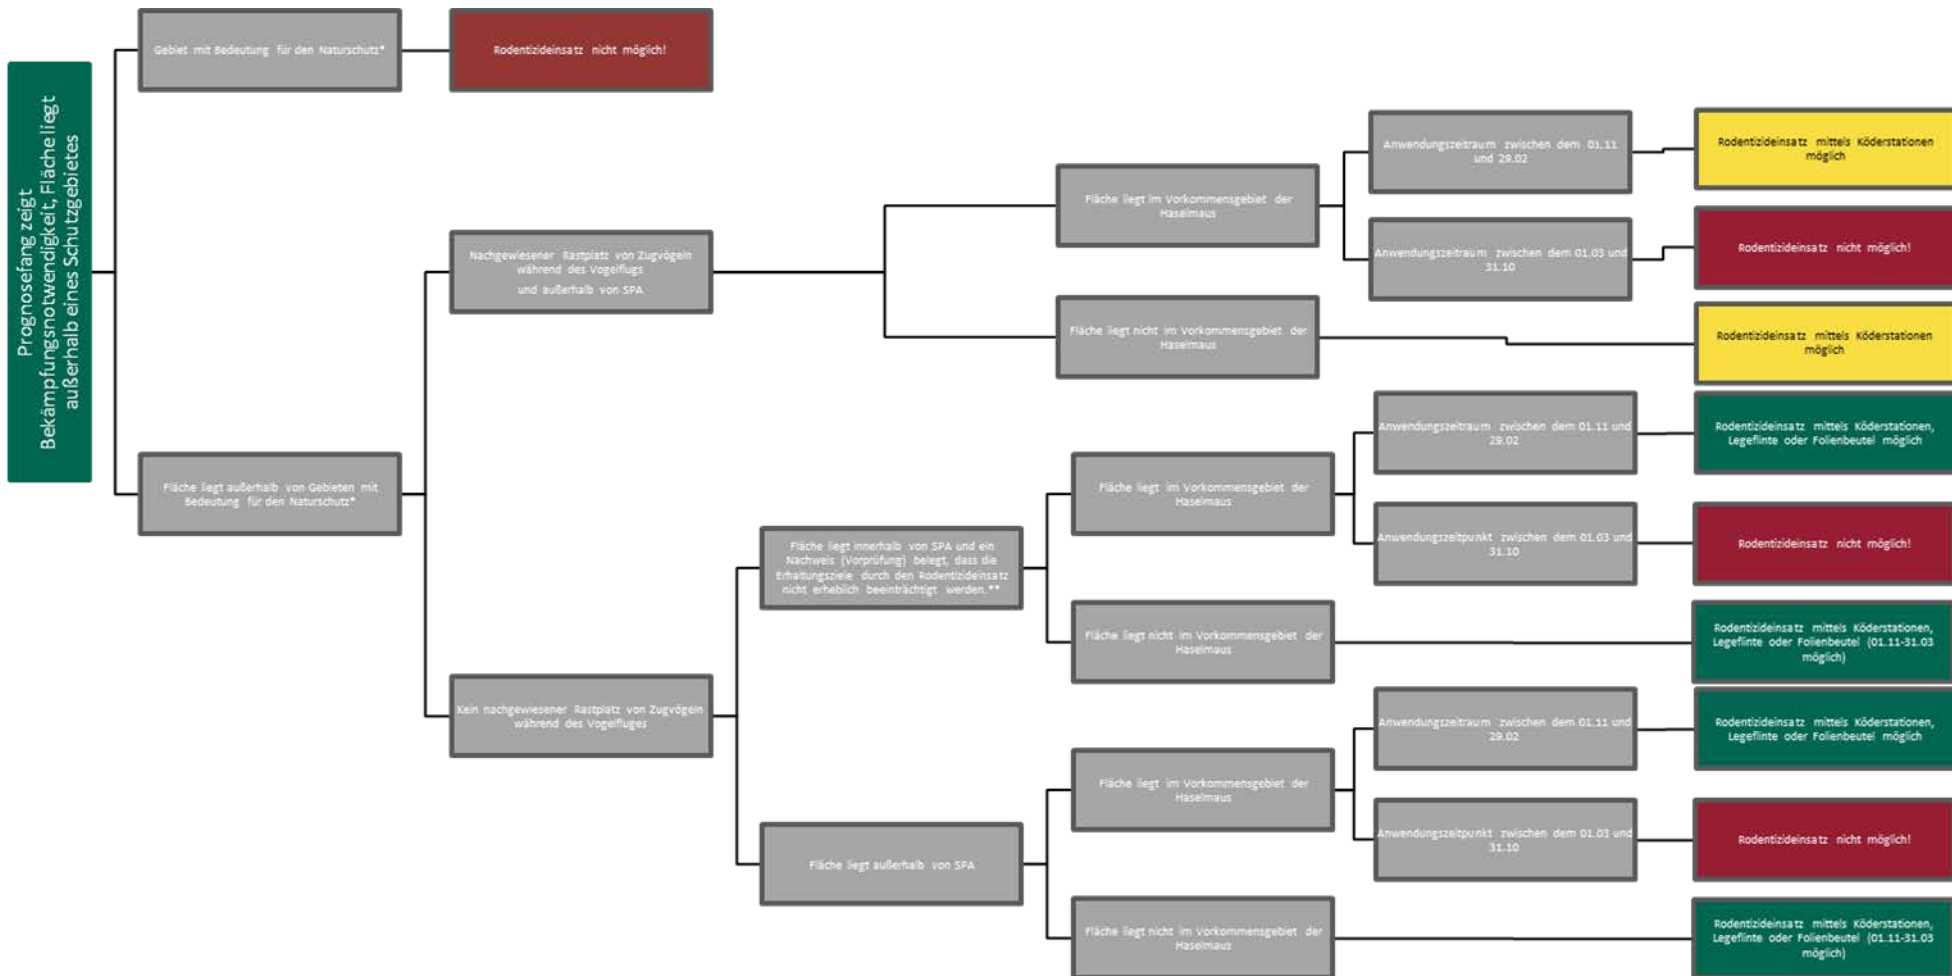 Prognosefang zeigt
Bekämpfungsnotwendigkeit, Fläche liegt
außerhalb eines Schutzgebietes
Gebiet mit Bedeutung für den Naturschutz*
Rodentizideinsatz nicht möglich!
Fläche liegt außerhalb von Gebieten mit
Bedeutung für den Naturschutz*
Nachgewiesener Rastplatz von Zugvögeln
während des Vogelflugs
und außerhalb von SPA
Fläche liegt im Vorkommensgebiet der
Haselmaus
Anwendungszeitraum zwischen dem 01.11
und 29.02
Rodentizideinsatz mittels Köderstationen
möglich
Anwendungszeitraum zwischen dem 01.03 und
31.10
Rodentizideinsatz nicht möglich!
Fläche liegt nicht im Vorkommensgebiet der
Haselmaus
Rodentizideinsatz mittels Köderstationen
möglich
Kein nachgewiesener Rastplatz von Zugvögeln
während des Vogelfluges
Fläche liegt innerhalb von SPA und ein
Nachweis (Vorprüfung) belegt, dass die
Erhaltungsziele durch den Rodentizideinsatz
nicht erheblich beeinträchtigt werden.**
Fläche liegt im Vorkommensgebiet der
Haselmaus
Anwendungszeitraum zwischen dem 01.11 und
29.02
Rodentizideinsatz mittels Köderstationen,
Legeflinte oder Folienbeutel möglich
Anwendungszeitpunkt zwischen dem 01.03 und
31.10
Rodentizideinsatz nicht möglich!
Fläche liegt nicht im Vorkommensgebiet der
Haselmaus
Rodentizideinsatz mittels Köderstationen,
Legeflinte oder Folienbeutel (01.11-31.03
möglich)
Fläche liegt außerhalb von SPA
Fläche liegt im Vorkommensgebiet der
Haselmaus
Anwendungszeitraum zwischen dem 01.11 und
29.02
Rodentizideinsatz mittels Köderstationen,
Legeflinte oder Folienbeutel möglich
Anwendungszeitpunkt zwischen dem 01.03 und
31.10
Rodentizideinsatz nicht möglich!
Fläche liegt nicht im Vorkommensgebiet der
Haselmaus
Rodentizideinsatz mittels Köderstationen,
Legeflinte oder Folienbeutel (01.11-31.03
möglich)